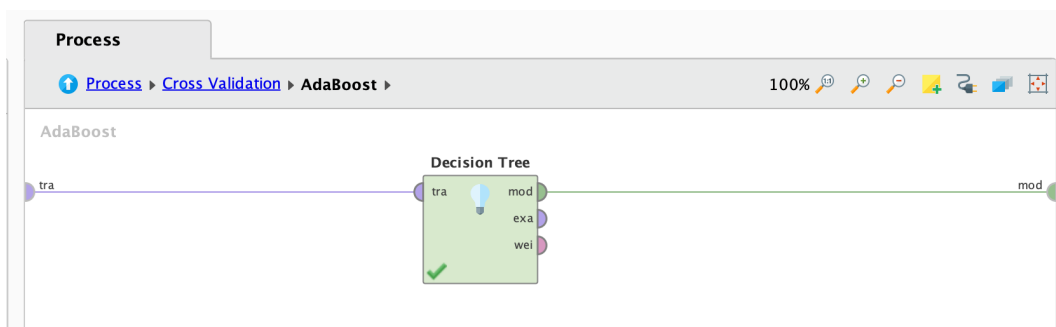 Process
Process ▸ Cross Validation ▸ AdaBoost ▸ 100%
AdaBoost
Decision Tree
tra tra mod mod
exa
wei